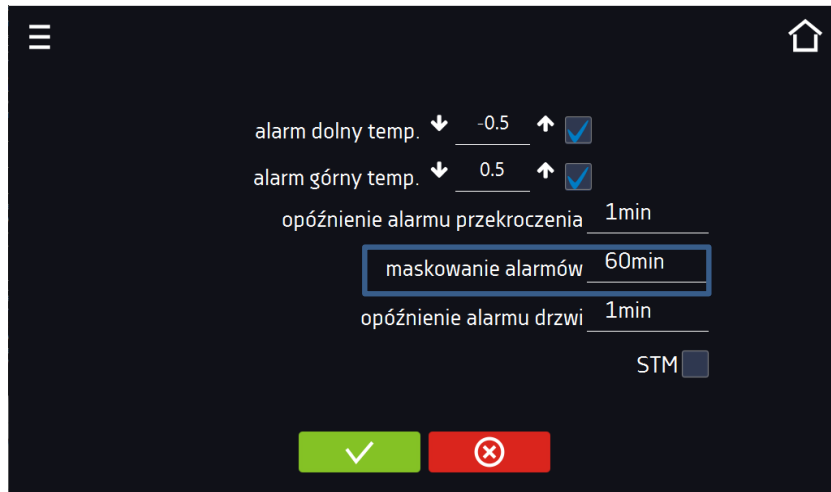 alarm dolny temp. -0.5
alarm górny temp. 0.5
opóźnienie alarmu przekroczenia 1min
maskowanie alarmów 60min
opóźnienie alarmu drzwi 1min
STM